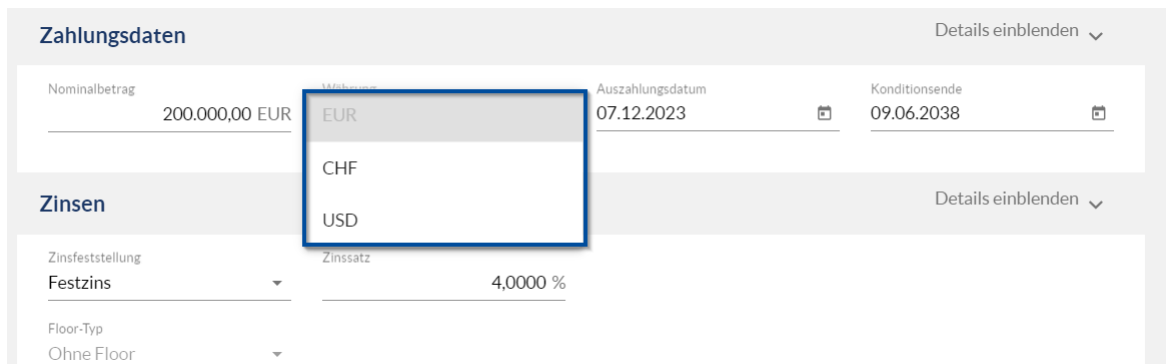 Zahlungsdaten
Details einblenden
Nominalbetrag
Währung
Auszahlungsdatum
Konditionsende
200.000,00 EUR
EUR
07.12.2023
09.06.2038
CHF
USD
Zinsen
Details einblenden
Zinsfeststellung
Zinssatz
Festzins
4,0000 %
Floor-Typ
Ohne Floor